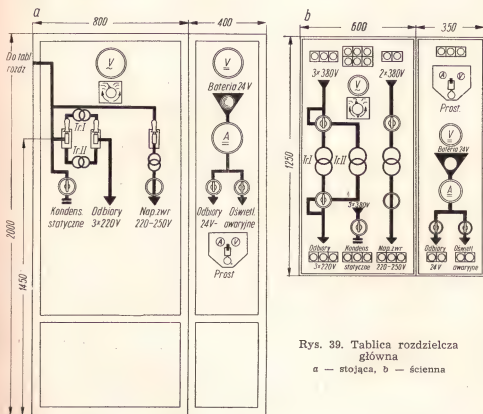 a
800
400
Do tabl
rozdz
V
Tr.I
Tr.II
2000
1450
Kondens.
statyczne
Odbiory
3×220V
Nap. zwr
220-250V
V
Bateria 24V
A
Odbiory
24V-
Oświetl.
awaryjne
A V
Prost
b
600
350
1250
3×380V
2×380V
V
Tr.I
Tr.II
3×380V
Odbiory
3×220V
Kondens
statyczne
Nap. zwr
220-250V
A V
Prost.
V
Bateria 24V
A
Odbiory
24V
Oświetl
awaryjne
Rys. 39. Tablica rozdzielcza
główna
a — stojąca, b — ścienna